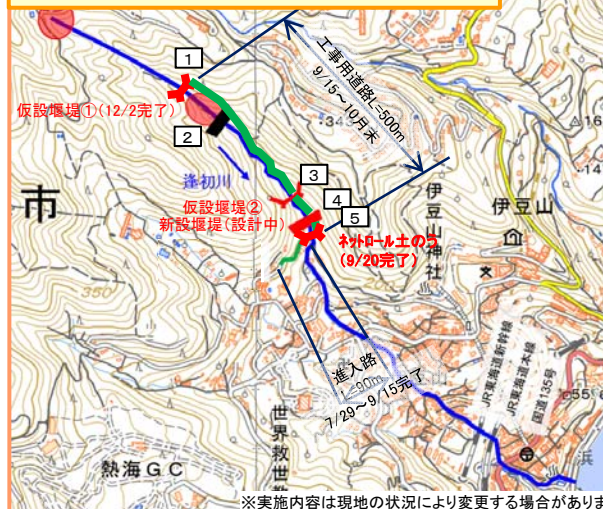 1
仮設堰堤①(12/2完了)
2
工事用道路L=500m
9/15～10月末
逢初川
3
仮設堰堤②
新設堰堤(設計中)
4
5
ネットロール土のう
(9/20完了)
市
伊豆山神社
伊豆山
350
進入路
L=90m
7/29～9/15完了
JR東海道新幹線
JR東海道本線
国道135号
世界救世
熱海GC
浜
※実施内容は現地の状況により変更する場合がありま